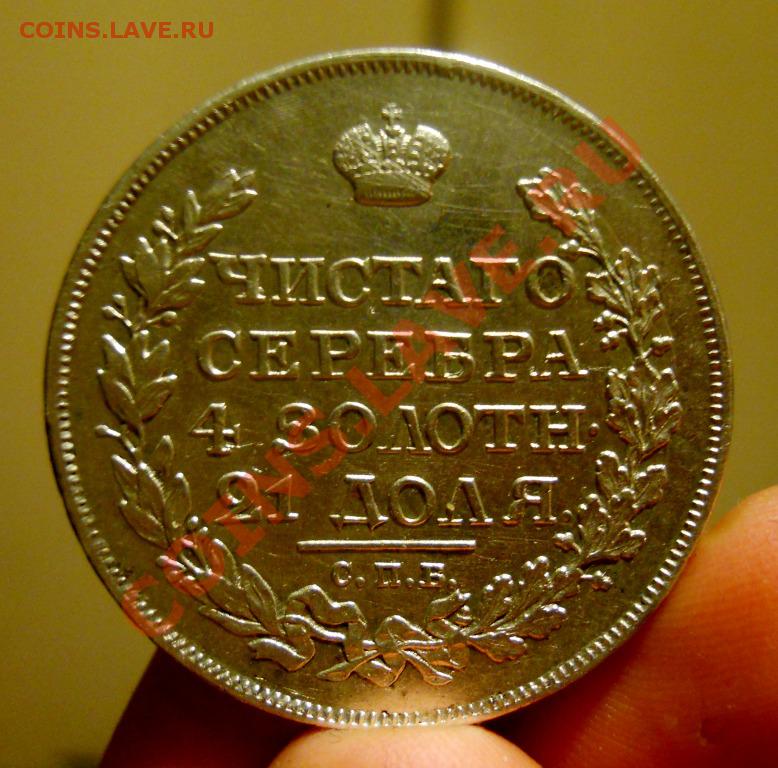 COINS.LAVE.RU
ЧИСТАГО
СЕРЕБРА
4 ЗОЛОТН.
21 ДОЛЯ.
С.П.Б.
COINS.LAVE.RU